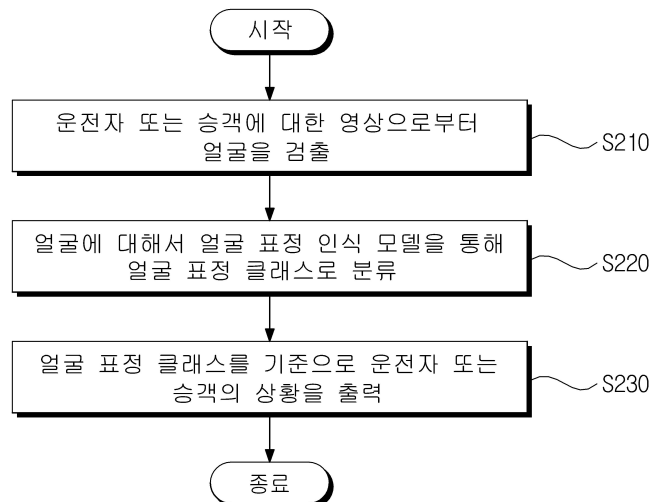 시작
운전자 또는 승객에 대한 영상으로부터
얼굴을 검출
S210
얼굴에 대해서 얼굴 표정 인식 모델을 통해
얼굴 표정 클래스로 분류
S220
얼굴 표정 클래스를 기준으로 운전자 또는
승객의 상황을 출력
S230
종료